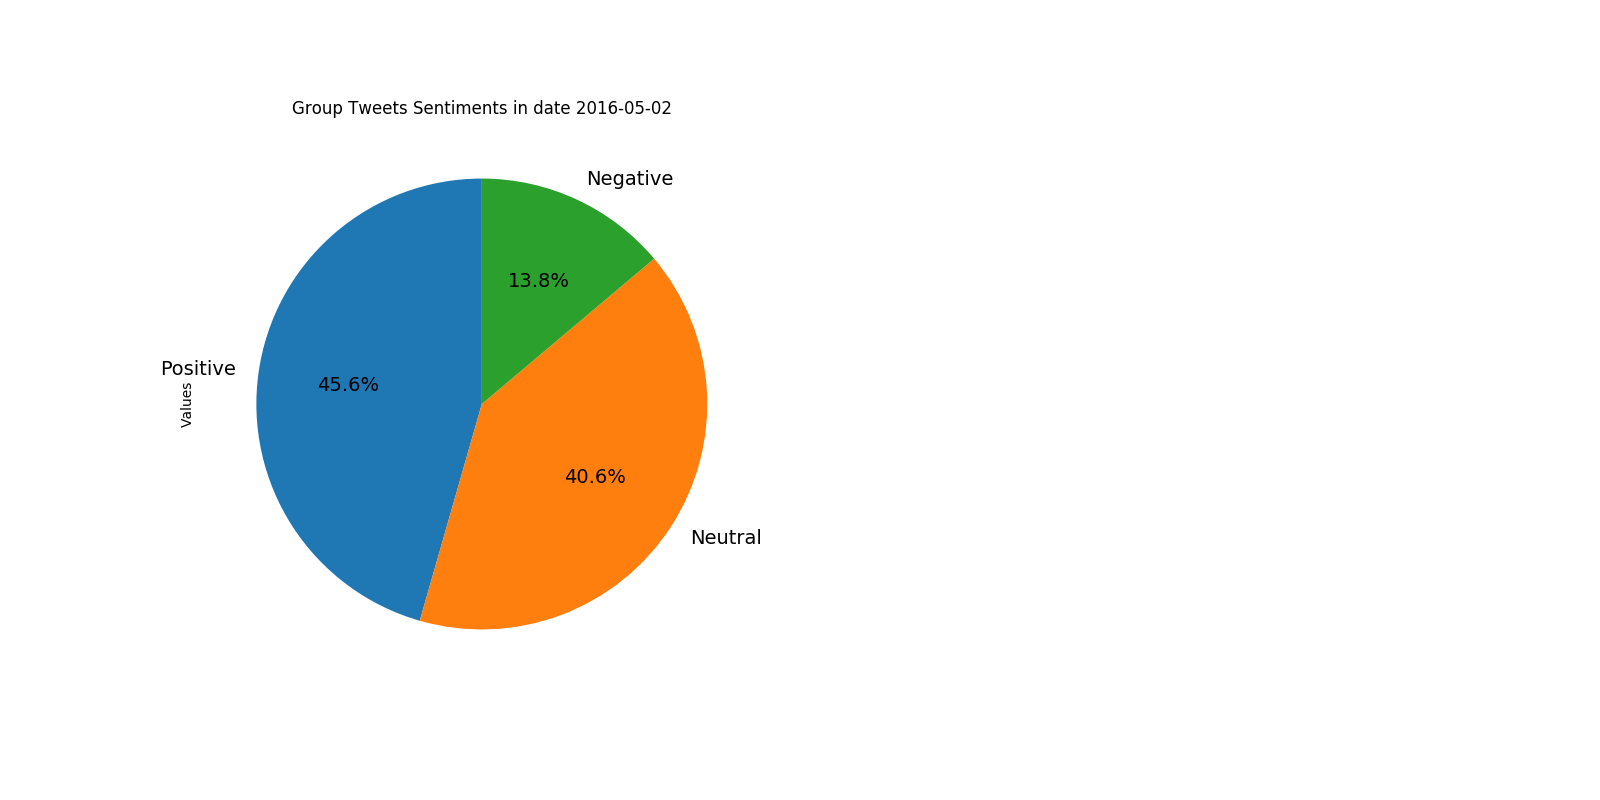 Group Tweets Sentiments in date 2016-05-02
Negative
13.8%
Positive
45.6%
Values
40.6%
Neutral